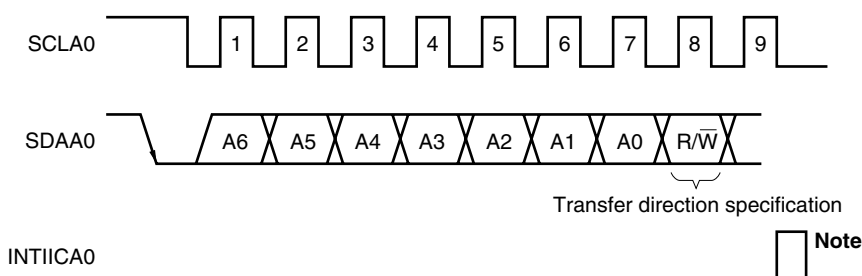 SCLA0 1 2 3 4 5 6 7 8 9
SDAA0 A6 A5 A4 A3 A2 A1 A0 R/W̅
Transfer direction specification
INTIICA0 Note